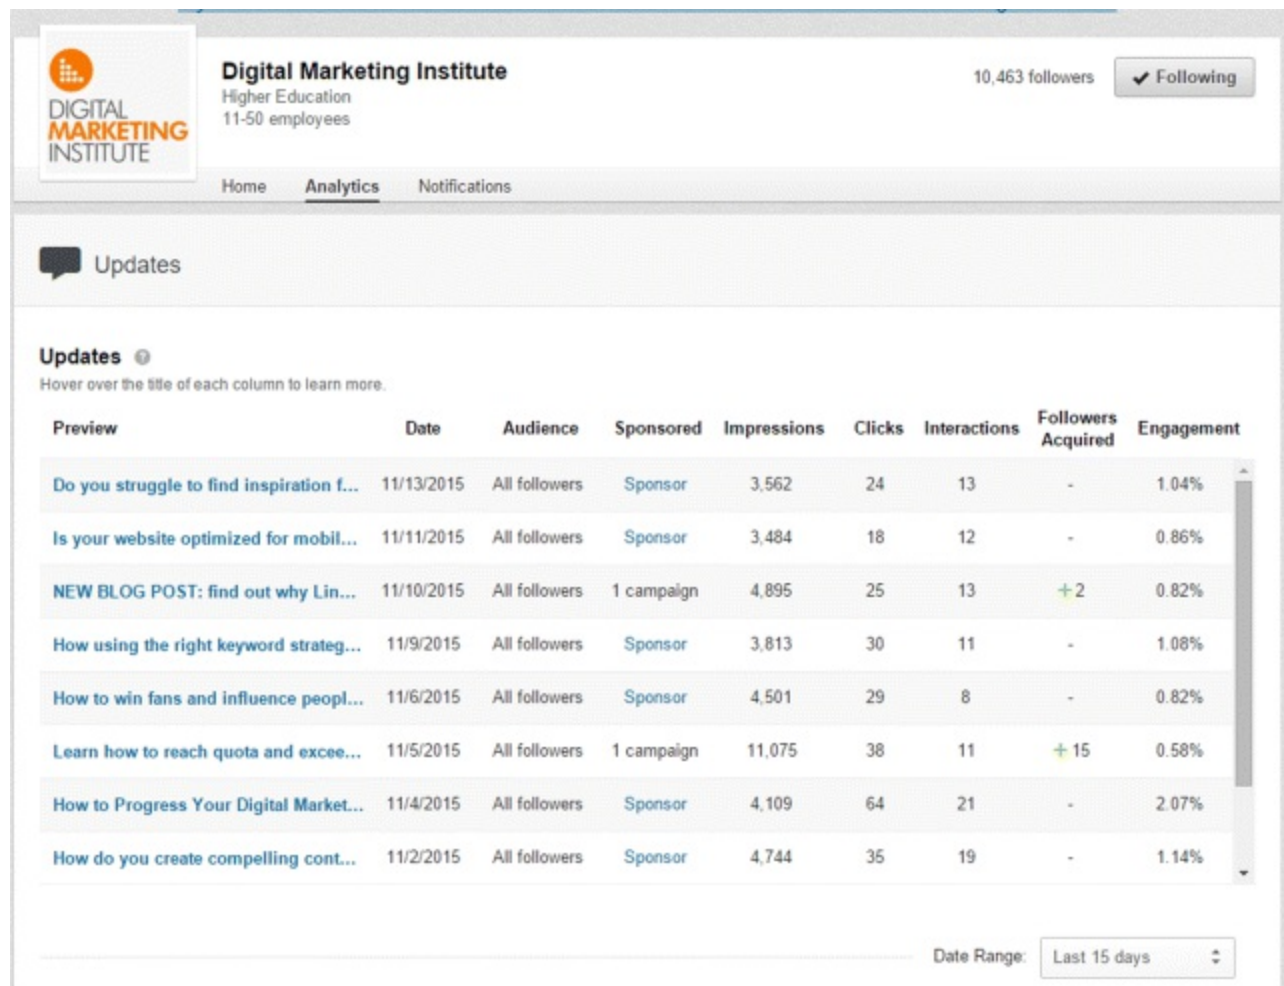 DIGITAL
MARKETING
INSTITUTE
Digital Marketing Institute
Higher Education
11-50 employees
10,463 followers
Following
Home Analytics Notifications
Updates
Updates ?
Hover over the title of each column to learn more.
Preview Date Audience Sponsored Impressions Clicks Interactions Followers Acquired Engagement
Do you struggle to find inspiration f... 11/13/2015 All followers Sponsor 3,562 24 13 - 1.04%
Is your website optimized for mobil... 11/11/2015 All followers Sponsor 3,484 18 12 - 0.86%
NEW BLOG POST: find out why Lin... 11/10/2015 All followers 1 campaign 4,895 25 13 +2 0.82%
How using the right keyword strateg... 11/9/2015 All followers Sponsor 3,813 30 11 - 1.08%
How to win fans and influence peopl... 11/6/2015 All followers Sponsor 4,501 29 8 - 0.82%
Learn how to reach quota and excee... 11/5/2015 All followers 1 campaign 11,075 38 11 +15 0.58%
How to Progress Your Digital Market... 11/4/2015 All followers Sponsor 4,109 64 21 - 2.07%
How do you create compelling cont... 11/2/2015 All followers Sponsor 4,744 35 19 - 1.14%
Date Range: Last 15 days